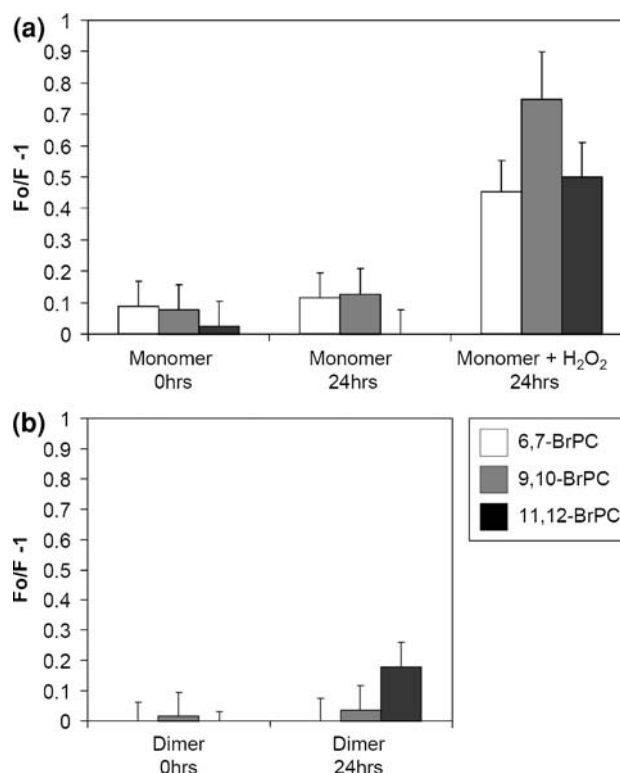 (a)
Fo/F -1
1
0.9
0.8
0.7
0.6
0.5
0.4
0.3
0.2
0.1
0
Monomer
0hrs
Monomer
24hrs
Monomer + H₂O₂
24hrs
(b)
Fo/F -1
1
0.9
0.8
0.7
0.6
0.5
0.4
0.3
0.2
0.1
0
Dimer
0hrs
Dimer
24hrs
6,7-BrPC
9,10-BrPC
11,12-BrPC